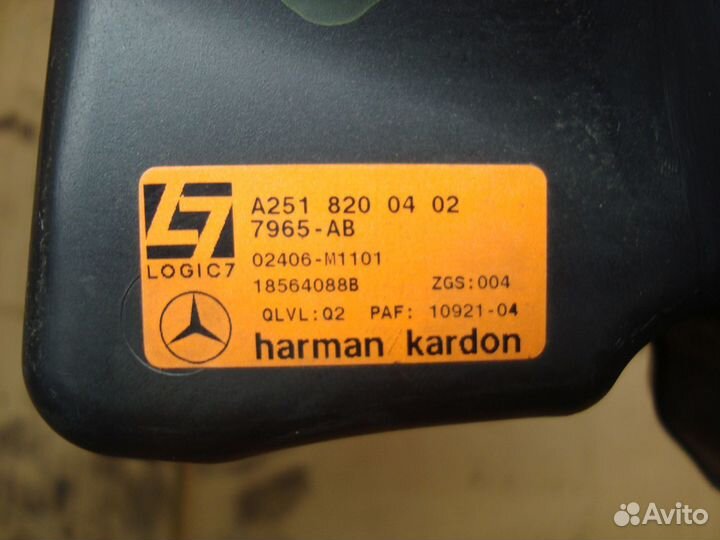 L7
LOGIC7
A251 820 04 02
7965-AB
02406-M1101
18564088B ZGS:004
QLVL:Q2 PAF: 10921-04
harman/kardon
Avito